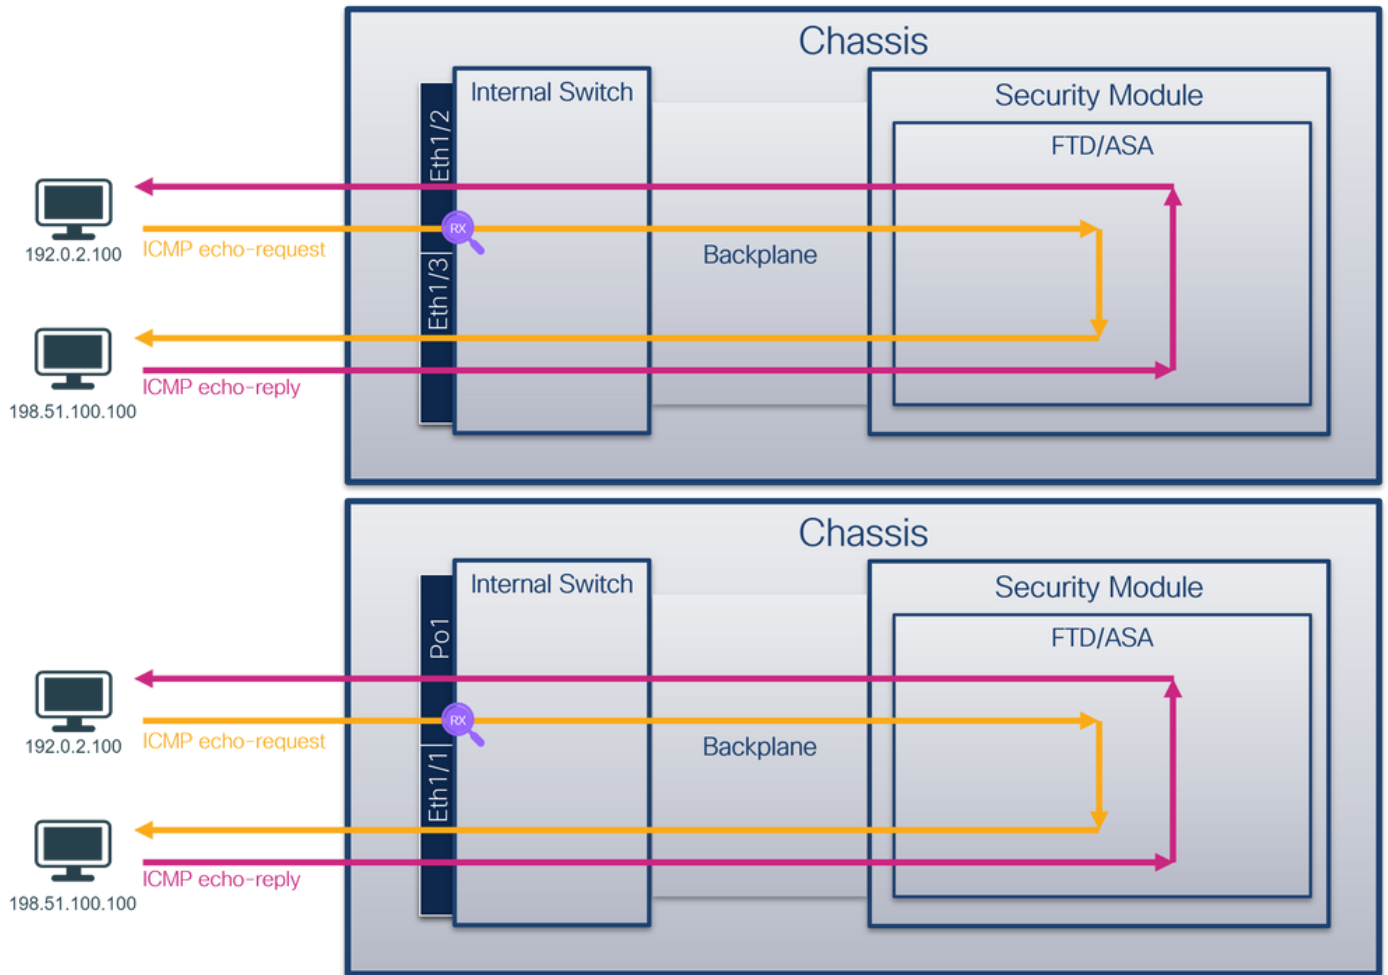 Chassis
Internal Switch
Security Module
FTD/ASA
Eth1/2
RX
192.0.2.100
ICMP echo-request
Backplane
Eth1/3
ICMP echo-reply
198.51.100.100
Chassis
Internal Switch
Security Module
FTD/ASA
Po1
RX
192.0.2.100
ICMP echo-request
Backplane
Eth1/1
ICMP echo-reply
198.51.100.100